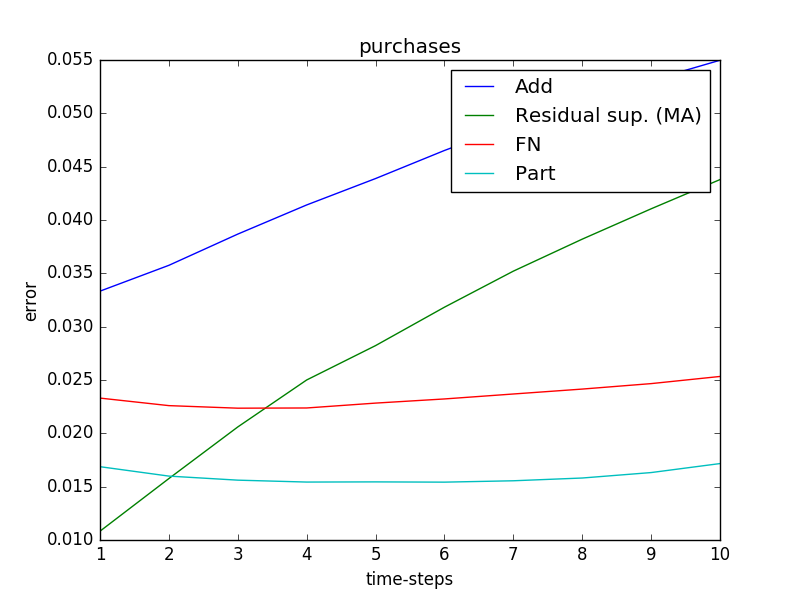 purchases
0.055
0.050
0.045
0.040
0.035
0.030
0.025
0.020
0.015
0.010
error
Add
Residual sup. (MA)
FN
Part
1 2 3 4 5 6 7 8 9 10
time-steps